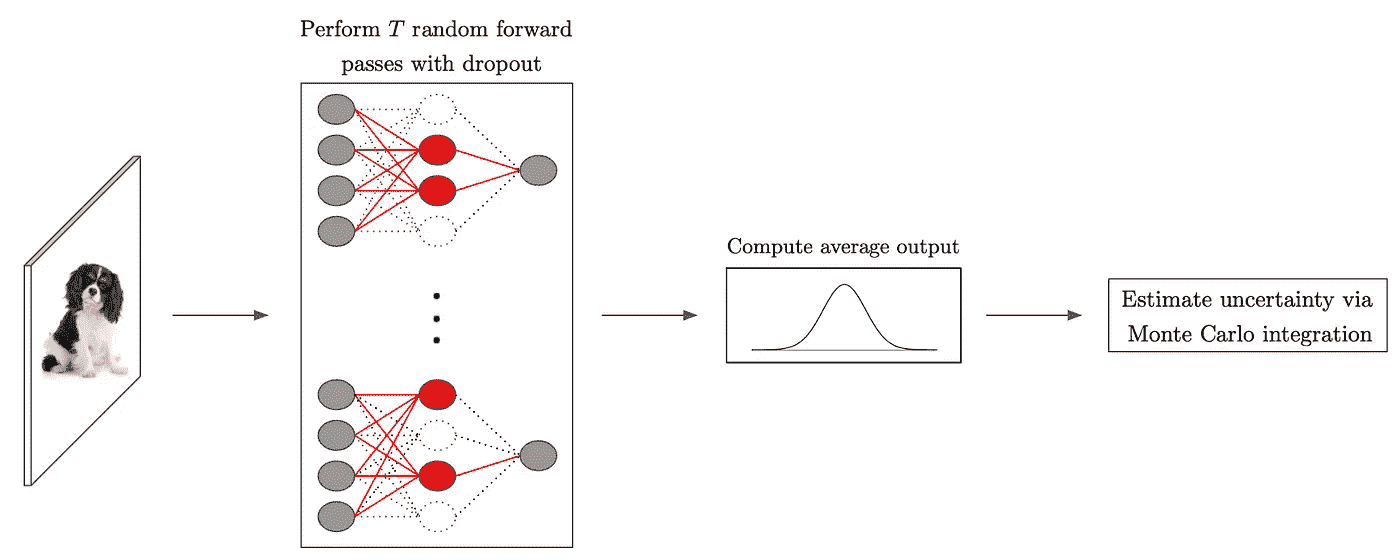 Perform T random forward
passes with dropout
Compute average output
Estimate uncertainty via
Monte Carlo integration